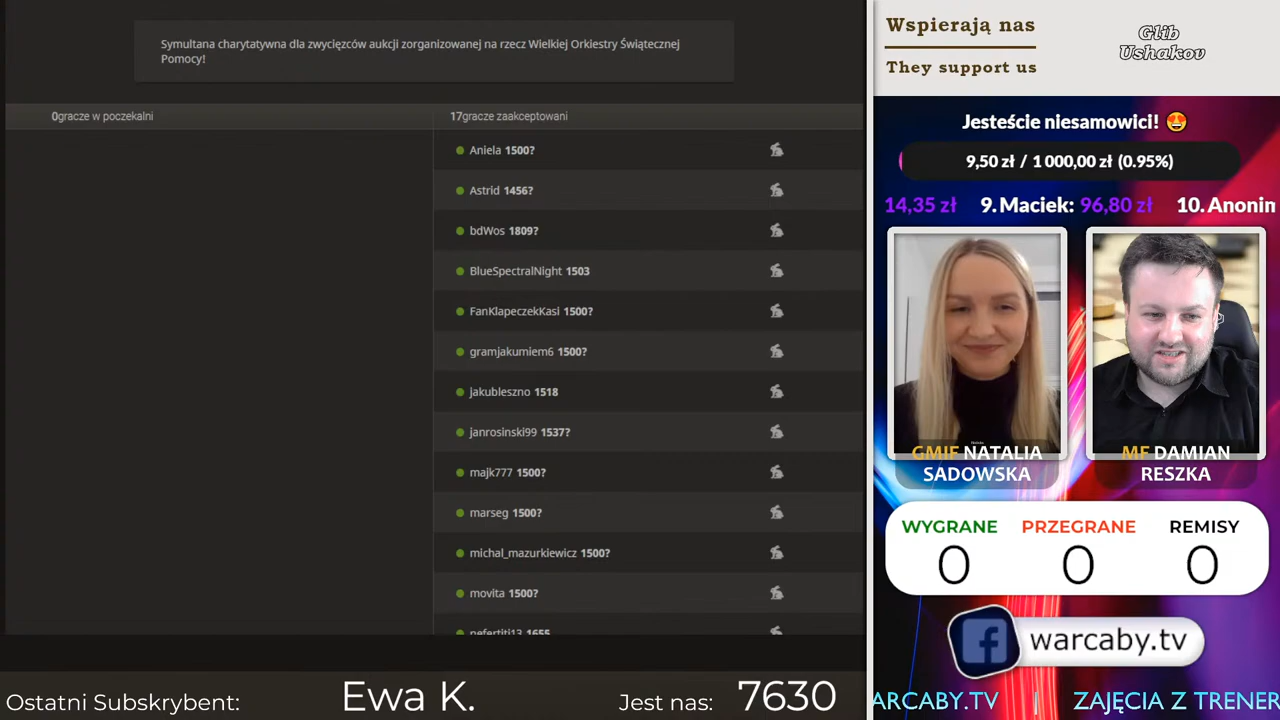 Symultana charytatywna dla zwycięzców aukcji zorganizowanej na rzecz Wielkiej Orkiestry Świątecznej
Pomocy!
0gracze w poczekalni
17gracze zaakceptowani
Aniela 1500?
Astrid 1456?
bdWos 1809?
BlueSpectralNight 1503
FanKlapeczekKasi 1500?
gramjakumiem6 1500?
jakubleszno 1518
janrosinski99 1537?
majk777 1500?
marseg 1500?
michal_mazurkiewicz 1500?
movita 1500?
nefertiti13 1655
Wspierają nas
They support us
Glib
Ushakov
Jesteście niesamowici! 😍
9,50 zł / 1 000,00 zł (0.95%)
14,35 zł 9. Maciek: 96,80 zł 10. Anonim
GMIF NATALIA
SADOWSKA
MF DAMIAN
RESZKA
WYGRANE PRZEGRANE REMISY
0 0 0
warcaby.tv
Ostatni Subskrybent: Ewa K. Jest nas: 7630
ARCABY.TV | ZAJĘCIA Z TRENER